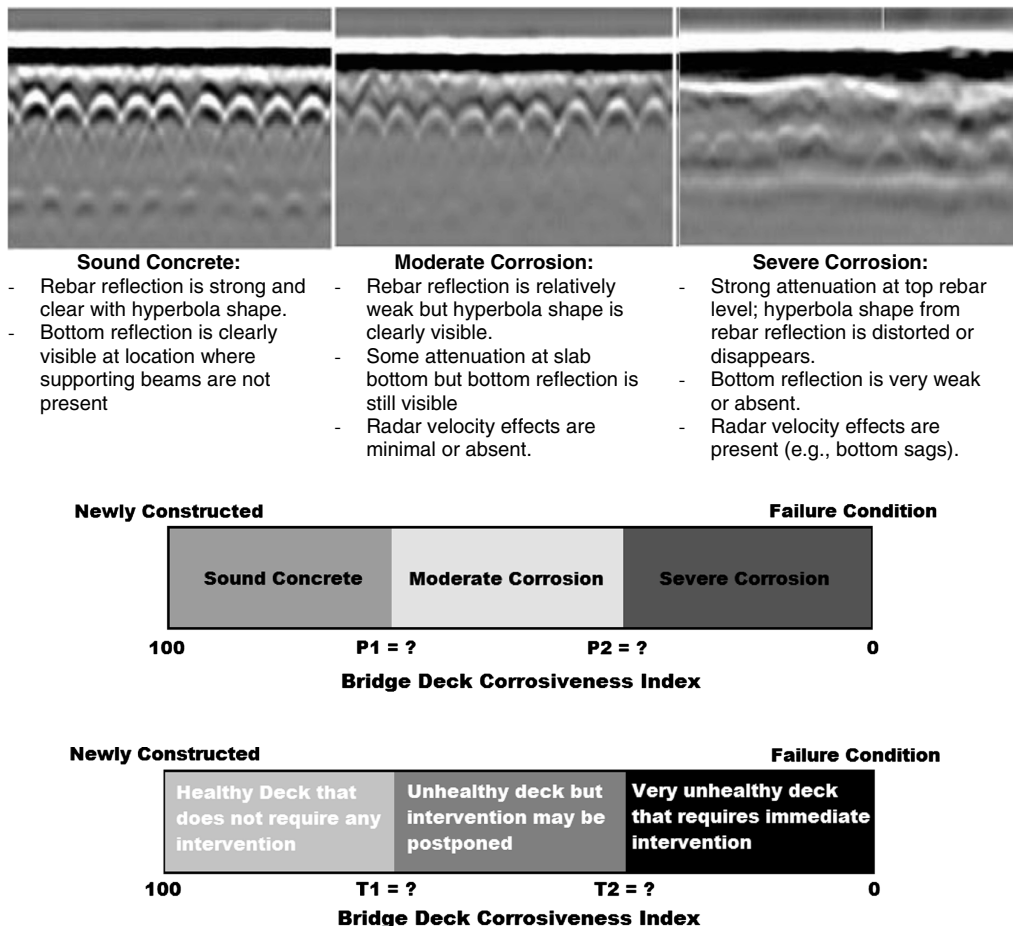 Sound Concrete:
- Rebar reflection is strong and
clear with hyperbola shape.
- Bottom reflection is clearly
visible at location where
supporting beams are not
present
Moderate Corrosion:
- Rebar reflection is relatively
weak but hyperbola shape is
clearly visible.
- Some attenuation at slab
bottom but bottom reflection is
still visible
- Radar velocity effects are
minimal or absent.
Severe Corrosion:
- Strong attenuation at top rebar
level; hyperbola shape from
rebar reflection is distorted or
disappears.
- Bottom reflection is very weak
or absent.
- Radar velocity effects are
present (e.g., bottom sags).
Newly Constructed
Failure Condition
Sound Concrete
Moderate Corrosion
Severe Corrosion
100
P1 = ?
P2 = ?
0
Bridge Deck Corrosiveness Index
Newly Constructed
Failure Condition
Healthy Deck that
does not require any
intervention
Unhealthy deck but
intervention may be
postponed
Very unhealthy deck
that requires immediate
intervention
100
T1 = ?
T2 = ?
0
Bridge Deck Corrosiveness Index